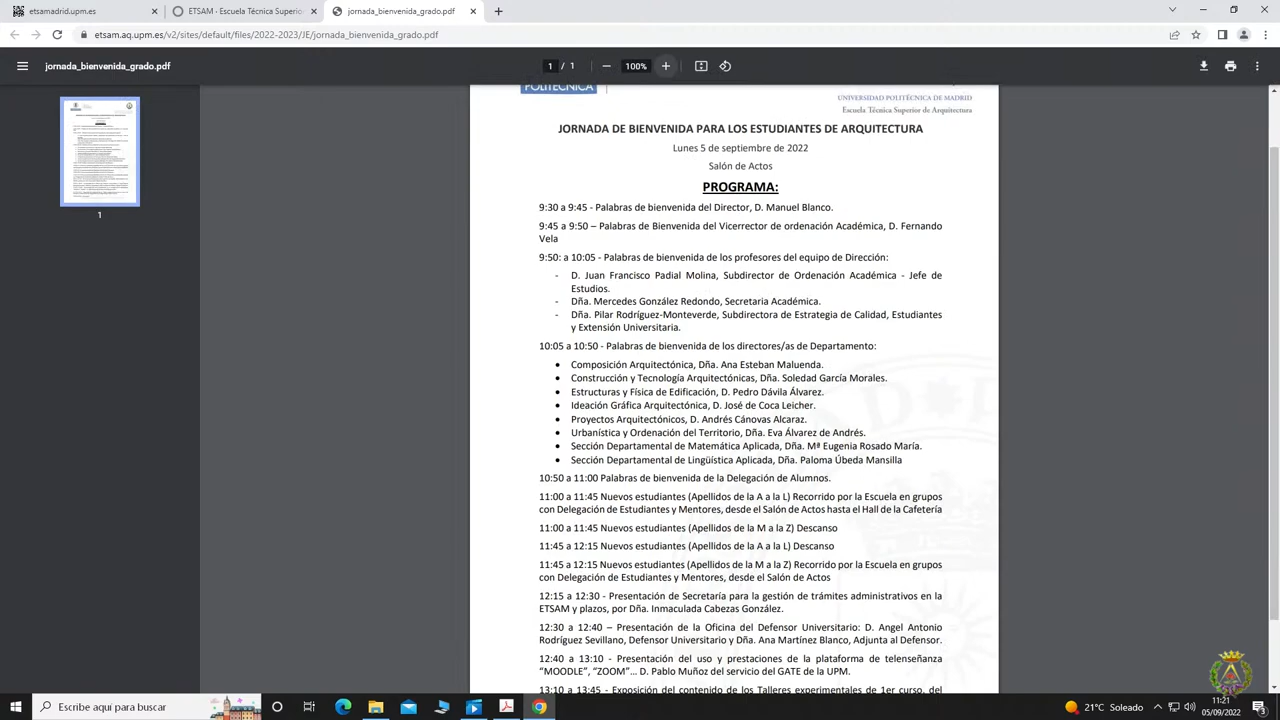 etsamadrid.upm.es
ETSAM - Escuela Técnica Superio
jornada_bienvenida_grado.pdf
etsam.aq.upm.es/v2/sites/default/files/2022-2023/JE/jornada_bienvenida_grado.pdf
jornada_bienvenida_grado.pdf
1 / 1
100%
1
POLITÉCNICA
UNIVERSIDAD POLITÉCNICA DE MADRID
Escuela Técnica Superior de Arquitectura
JORNADA DE BIENVENIDA PARA LOS ESTUDIANTES DE ARQUITECTURA
Lunes 5 de septiembre de 2022
Salón de Actos
PROGRAMA:
9:30 a 9:45 - Palabras de bienvenida del Director, D. Manuel Blanco.
9:45 a 9:50 – Palabras de Bienvenida del Vicerrector de ordenación Académica, D. Fernando
Vela
9:50: a 10:05 - Palabras de bienvenida de los profesores del equipo de Dirección:
- D. Juan Francisco Padial Molina, Subdirector de Ordenación Académica - Jefe de
Estudios.
- Dña. Mercedes González Redondo, Secretaria Académica.
- Dña. Pilar Rodríguez-Monteverde, Subdirectora de Estrategia de Calidad, Estudiantes
y Extensión Universitaria.
10:05 a 10:50 - Palabras de bienvenida de los directores/as de Departamento:
• Composición Arquitectónica, Dña. Ana Esteban Maluenda.
• Construcción y Tecnología Arquitectónicas, Dña. Soledad García Morales.
• Estructuras y Física de Edificación, D. Pedro Dávila Álvarez.
• Ideación Gráfica Arquitectónica, D. José de Coca Leicher.
• Proyectos Arquitectónicos, D. Andrés Cánovas Alcaraz.
• Urbanística y Ordenación del Territorio, Dña. Eva Álvarez de Andrés.
• Sección Departamental de Matemática Aplicada, Dña. Mª Eugenia Rosado María.
• Sección Departamental de Lingüística Aplicada, Dña. Paloma Úbeda Mansilla
10:50 a 11:00 Palabras de bienvenida de la Delegación de Alumnos.
11:00 a 11:45 Nuevos estudiantes (Apellidos de la A a la L) Recorrido por la Escuela en grupos
con Delegación de Estudiantes y Mentores, desde el Salón de Actos hasta el Hall de la Cafetería
11:00 a 11:45 Nuevos estudiantes (Apellidos de la M a la Z) Descanso
11:45 a 12:15 Nuevos estudiantes (Apellidos de la A a la L) Descanso
11:45 a 12:15 Nuevos estudiantes (Apellidos de la M a la Z) Recorrido por la Escuela en grupos
con Delegación de Estudiantes y Mentores, desde el Salón de Actos
12:15 a 12:30 - Presentación de Secretaría para la gestión de trámites administrativos en la
ETSAM y plazos, por Dña. Inmaculada Cabezas González.
12:30 a 12:40 – Presentación de la Oficina del Defensor Universitario: D. Angel Antonio
Rodríguez Sevillano, Defensor Universitario y Dña. Ana Martínez Blanco, Adjunta al Defensor.
12:40 a 13:10 - Presentación del uso y prestaciones de la plataforma de telenseñanza
“MOODLE”, “ZOOM”... D. Pablo Muñoz del servicio del GATE de la UPM.
13:10 a 13:45 - Exposición del contenido de los Talleres experimentales de 1er curso, del
Escribe aquí para buscar
21°C Soleado
11:21
05/09/2022